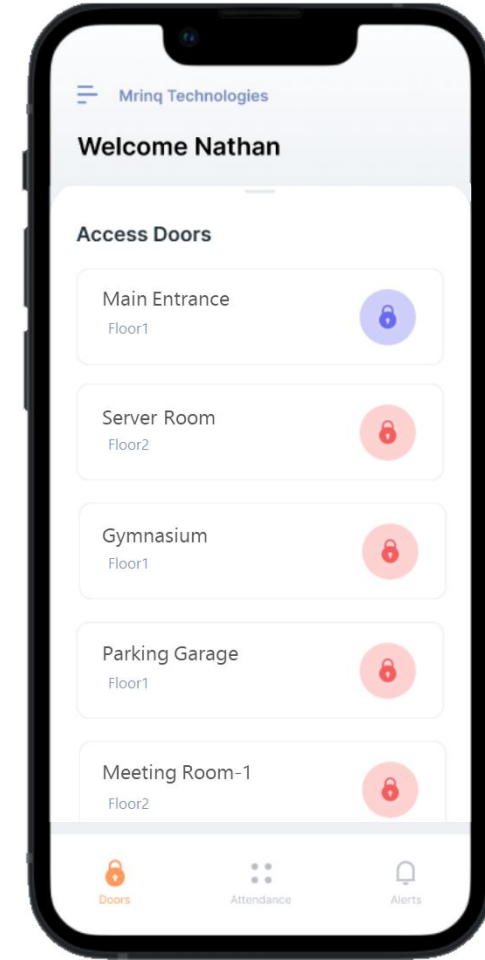 Mrinq Technologies
Welcome Nathan
Access Doors
Main Entrance
Floor1
Server Room
Floor2
Gymnasium
Floor1
Parking Garage
Floor1
Meeting Room-1
Floor2
Doors Attendance Alerts